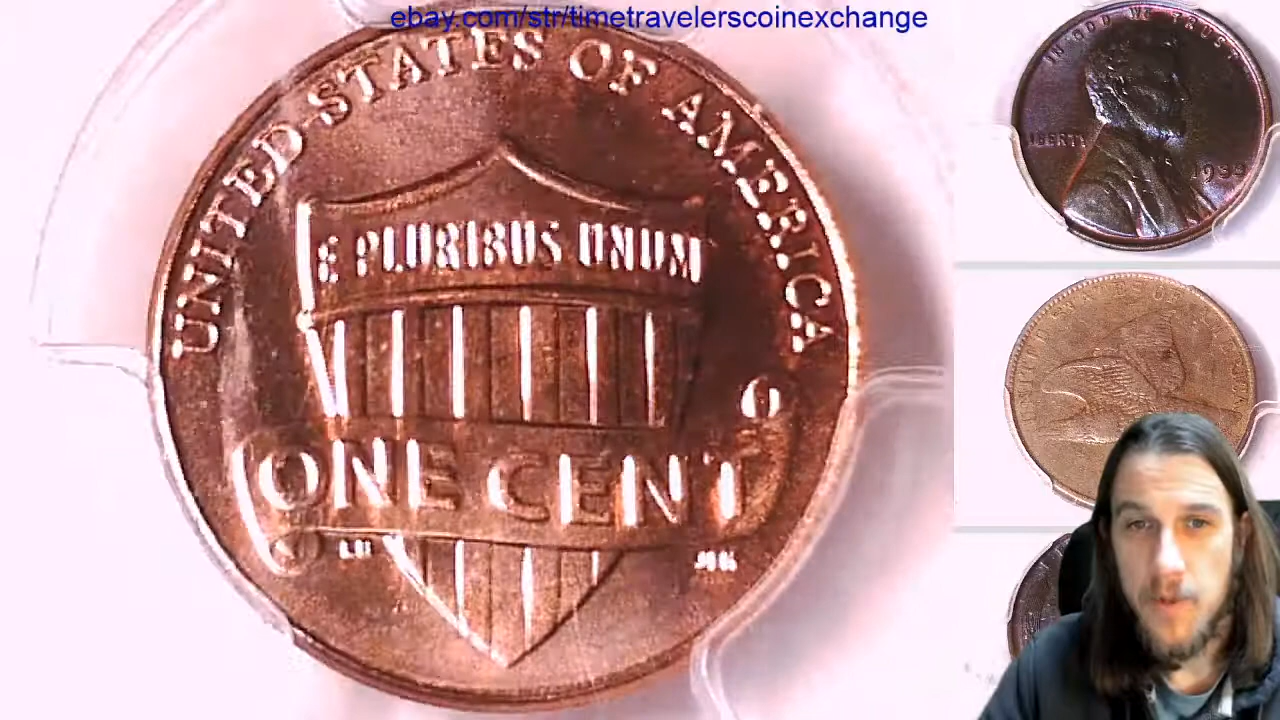 ebay.com/str/timetravelerscoinexchange
UNITED STATES OF AMERICA
E PLURIBUS UNUM
ONE CENT
IN GOD WE TRUST
LIBERTY